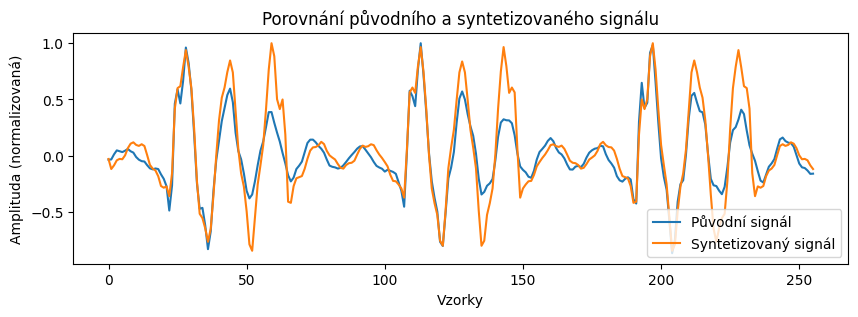 Porovnání původního a syntetizovaného signálu
Amplituda (normalizovaná)
1.0
0.5
0.0
−0.5
0
50
100
150
200
250
Vzorky
Původní signál
Syntetizovaný signál